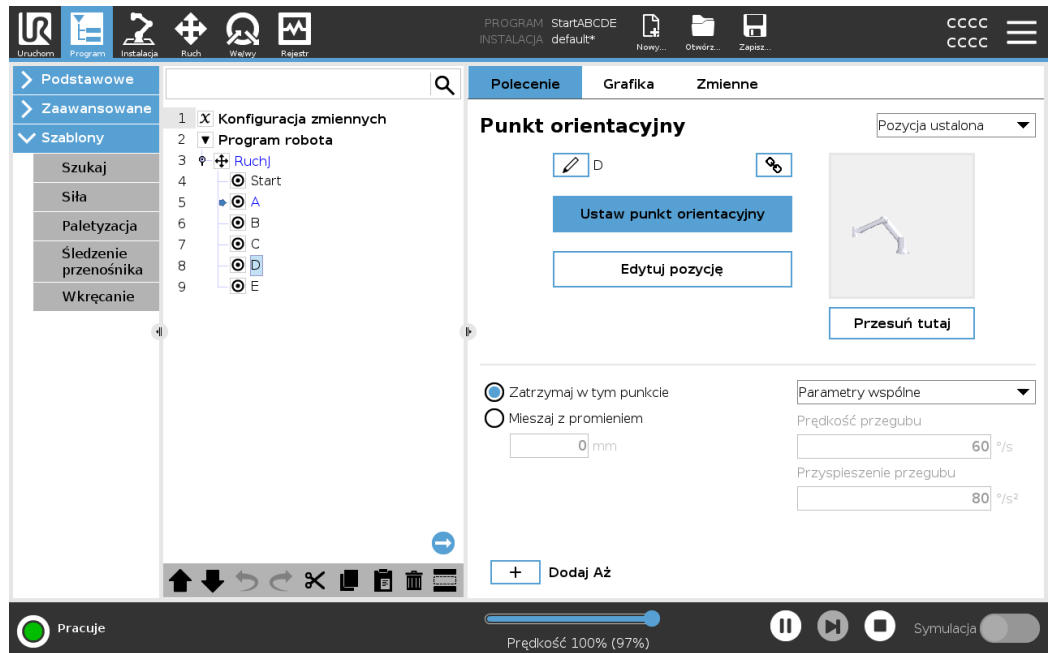 PROGRAM StartABCDE
INSTALACJA default*
CCCC
CCCC
UR
Uruchom
Program
Instalacja
Ruch
We/wy
Rejestr
Nowy...
Otwórz...
Zapisz...
Podstawowe
Zaawansowane
Szablony
Szukaj
Siła
Paletyzacja
Śledzenie
przenośnika
Wkręcanie
1 X Konfiguracja zmiennych
2 Program robota
3 RuchJ
4 Start
5 A
6 B
7 C
8 D
9 E
Polecenie Grafika Zmienne
Punkt orientacyjny
Pozycja ustalona
D
Ustaw punkt orientacyjny
Edytuj pozycję
Przesuń tutaj
Zatrzymaj w tym punkcie
Mieszaj z promieniem
0 mm
Parametry wspólne
Prędkość przegubu
60 °/s
Przyspieszenie przegubu
80 °/s²
+ Dodaj Aż
Pracuje
Prędkość 100% (97%)
Symulacja